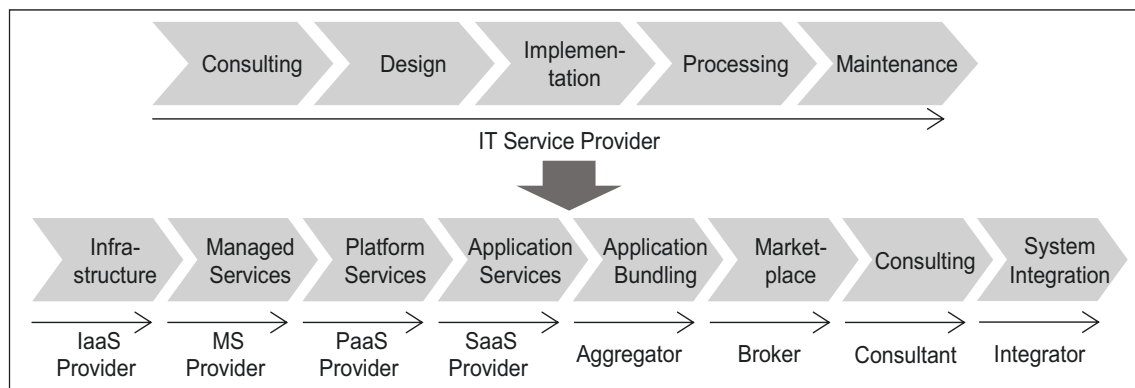 Consulting
Design
Implemen-
tation
Processing
Maintenance
IT Service Provider
Infra-
structure
Managed
Services
Platform
Services
Application
Services
Application
Bundling
Market-
place
Consulting
System
Integration
IaaS
Provider
MS
Provider
PaaS
Provider
SaaS
Provider
Aggregator
Broker
Consultant
Integrator